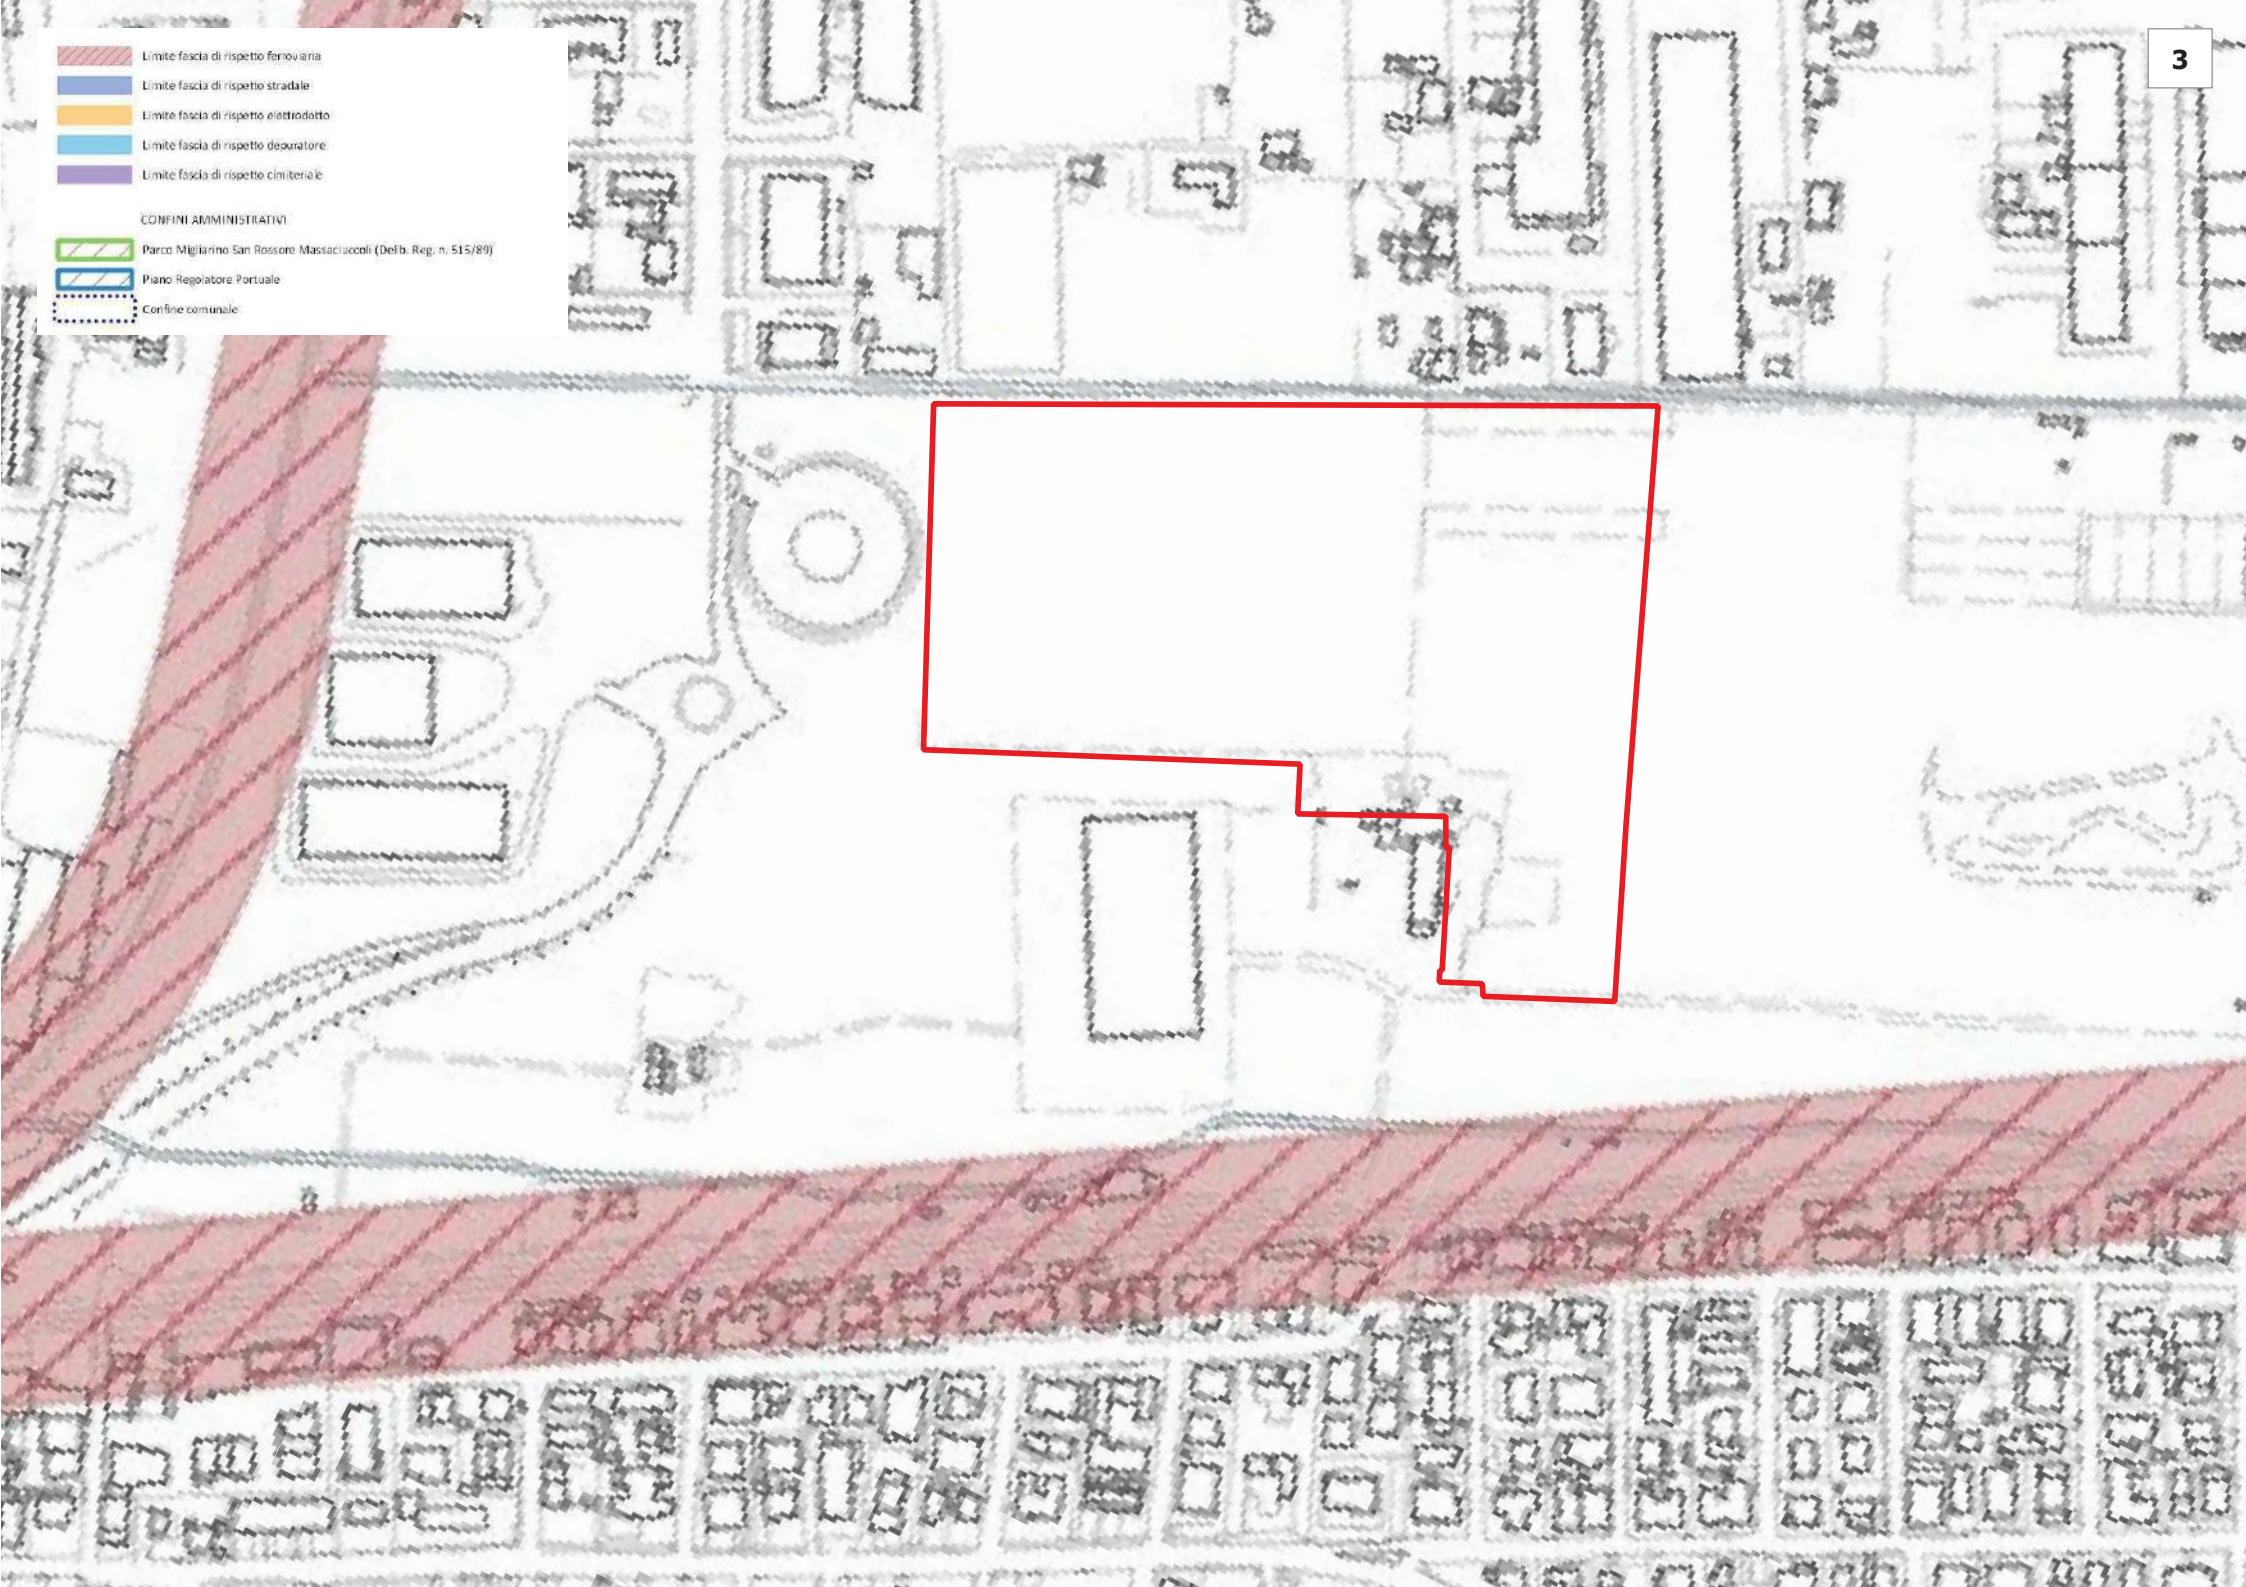 Limite fascia di rispetto ferroviaria
Limite fascia di rispetto stradale
Limite fascia di rispetto elettrodotto
Limite fascia di rispetto depuratore
Limite fascia di rispetto cimiteriale
CONFINI AMMINISTRATIVI
Parco Migliarino San Rossore Massaciuccoli (Delib. Reg. n. 515/89)
Piano Regolatore Portuale
Confine comunale
3